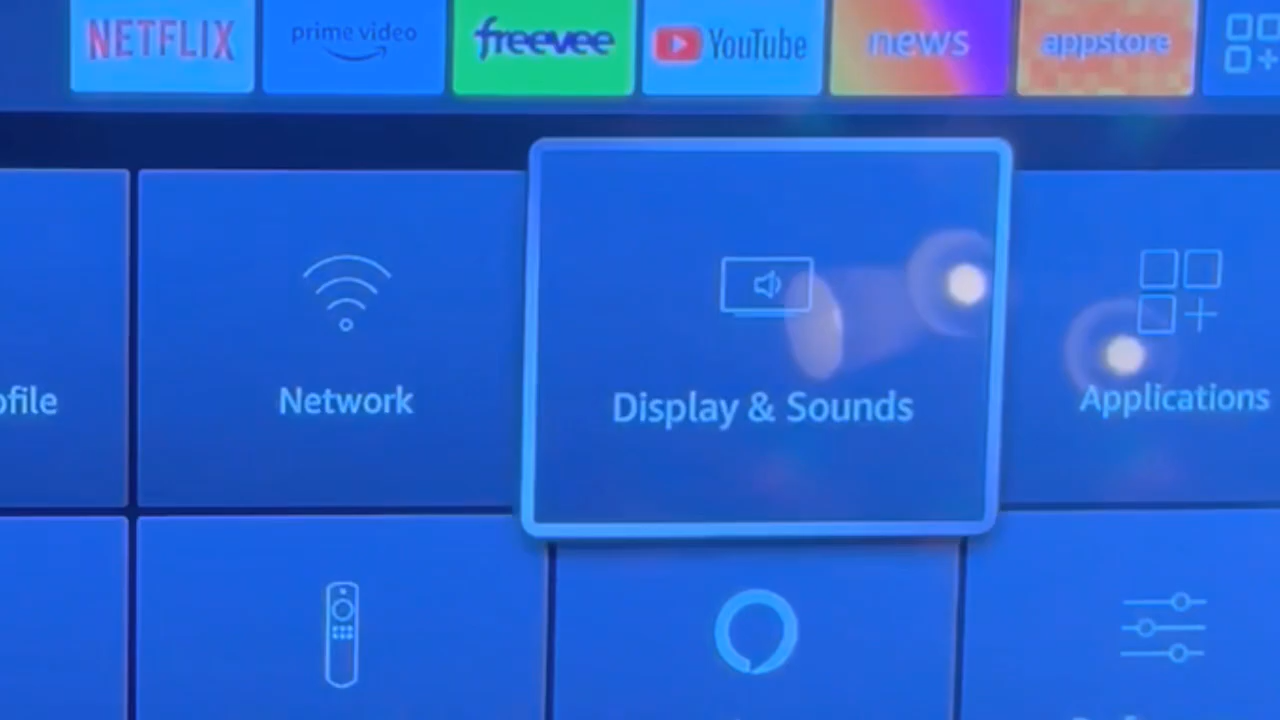 NETFLIX
prime video
freevee
YouTube
news
appstore
ofile
Network
Display & Sounds
Applications